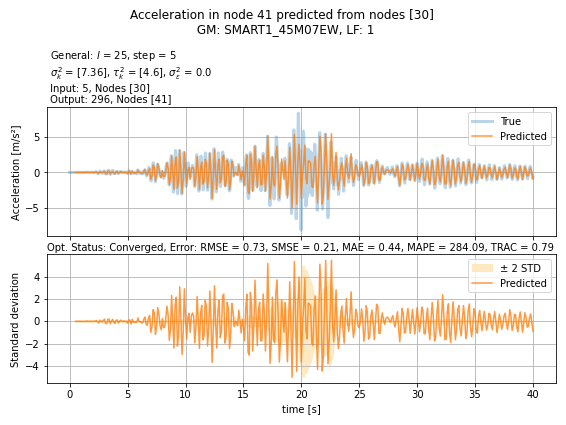 Acceleration in node 41 predicted from nodes [30]
GM: SMART1_45M07EW, LF: 1
General: l = 25, step = 5
σ²ₖ = [7.36], τ²ₖ = [4.6], σ²ε = 0.0
Input: 5, Nodes [30]
Output: 296, Nodes [41]
Acceleration [m/s²]
5
0
−5
True
Predicted
Opt. Status: Converged, Error: RMSE = 0.73, SMSE = 0.21, MAE = 0.44, MAPE = 284.09, TRAC = 0.79
Standard deviation
4
2
0
−2
−4
± 2 STD
Predicted
0 5 10 15 20 25 30 35 40
time [s]